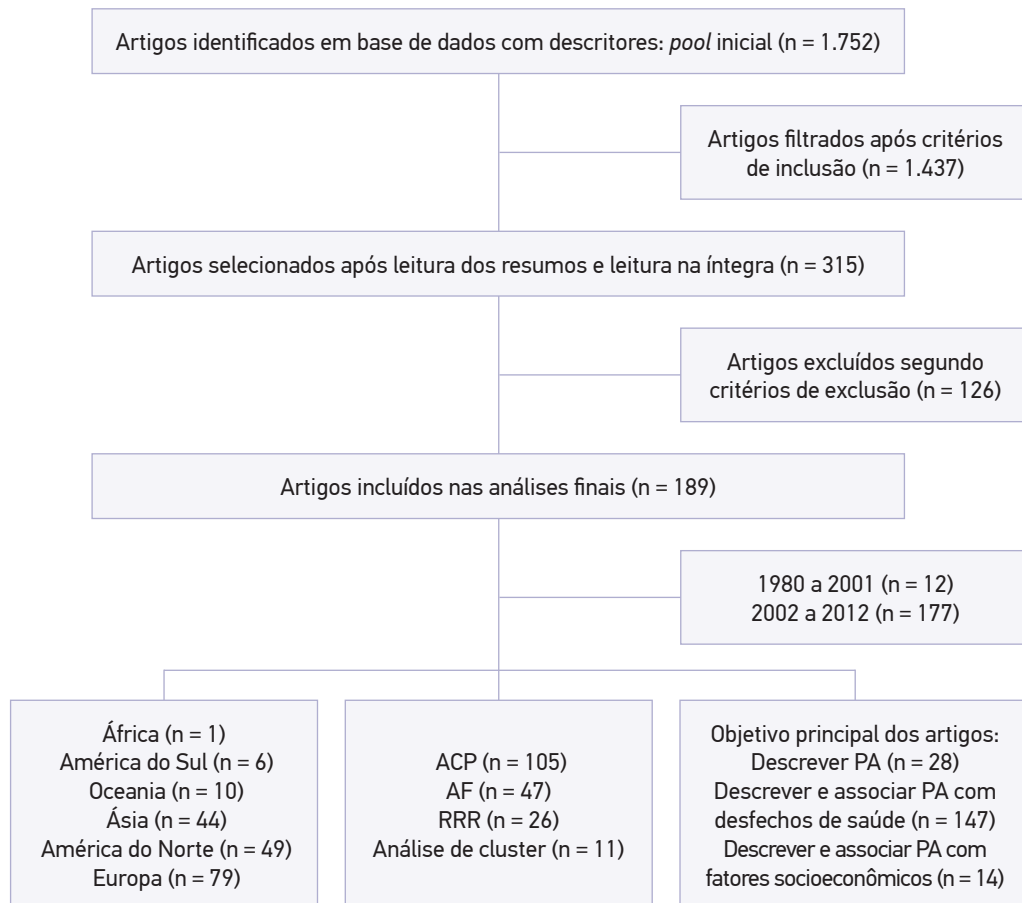 Artigos identificados em base de dados com descritores: pool inicial (n = 1.752)
Artigos filtrados após critérios
de inclusão (n = 1.437)
Artigos selecionados após leitura dos resumos e leitura na íntegra (n = 315)
Artigos excluídos segundo
critérios de exclusão (n = 126)
Artigos incluídos nas análises finais (n = 189)
1980 a 2001 (n = 12)
2002 a 2012 (n = 177)
África (n = 1)
América do Sul (n = 6)
Oceania (n = 10)
Ásia (n = 44)
América do Norte (n = 49)
Europa (n = 79)
ACP (n = 105)
AF (n = 47)
RRR (n = 26)
Análise de cluster (n = 11)
Objetivo principal dos artigos:
Descrever PA (n = 28)
Descrever e associar PA com
desfechos de saúde (n = 147)
Descrever e associar PA com
fatores socioeconômicos (n = 14)